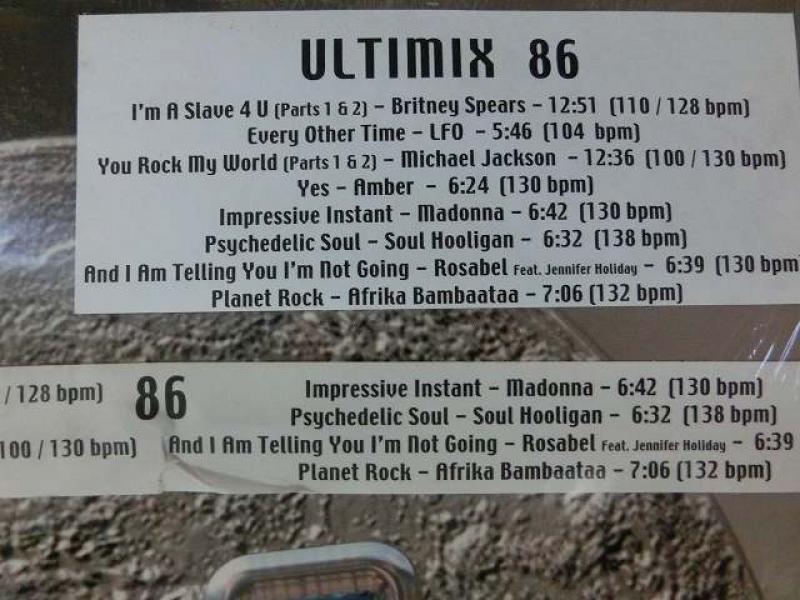 ULTIMIX 86
I'm A Slave 4 U (Parts 1 & 2) – Britney Spears – 12:51 (110 / 128 bpm)
Every Other Time – LFO – 5:46 (104 bpm)
You Rock My World (Parts 1 & 2) – Michael Jackson – 12:36 (100 / 130 bpm)
Yes – Amber – 6:24 (130 bpm)
Impressive Instant – Madonna – 6:42 (130 bpm)
Psychedelic Soul – Soul Hooligan – 6:32 (138 bpm)
And I Am Telling You I'm Not Going – Rosabel Feat. Jennifer Holiday – 6:39 (130 bpm
Planet Rock – Afrika Bambaataa – 7:06 (132 bpm)
/ 128 bpm)
100 / 130 bpm)
86
Impressive Instant – Madonna – 6:42 (130 bpm)
Psychedelic Soul – Soul Hooligan – 6:32 (138 bpm)
And I Am Telling You I'm Not Going – Rosabel Feat. Jennifer Holiday – 6:39
Planet Rock – Afrika Bambaataa – 7:06 (132 bpm)